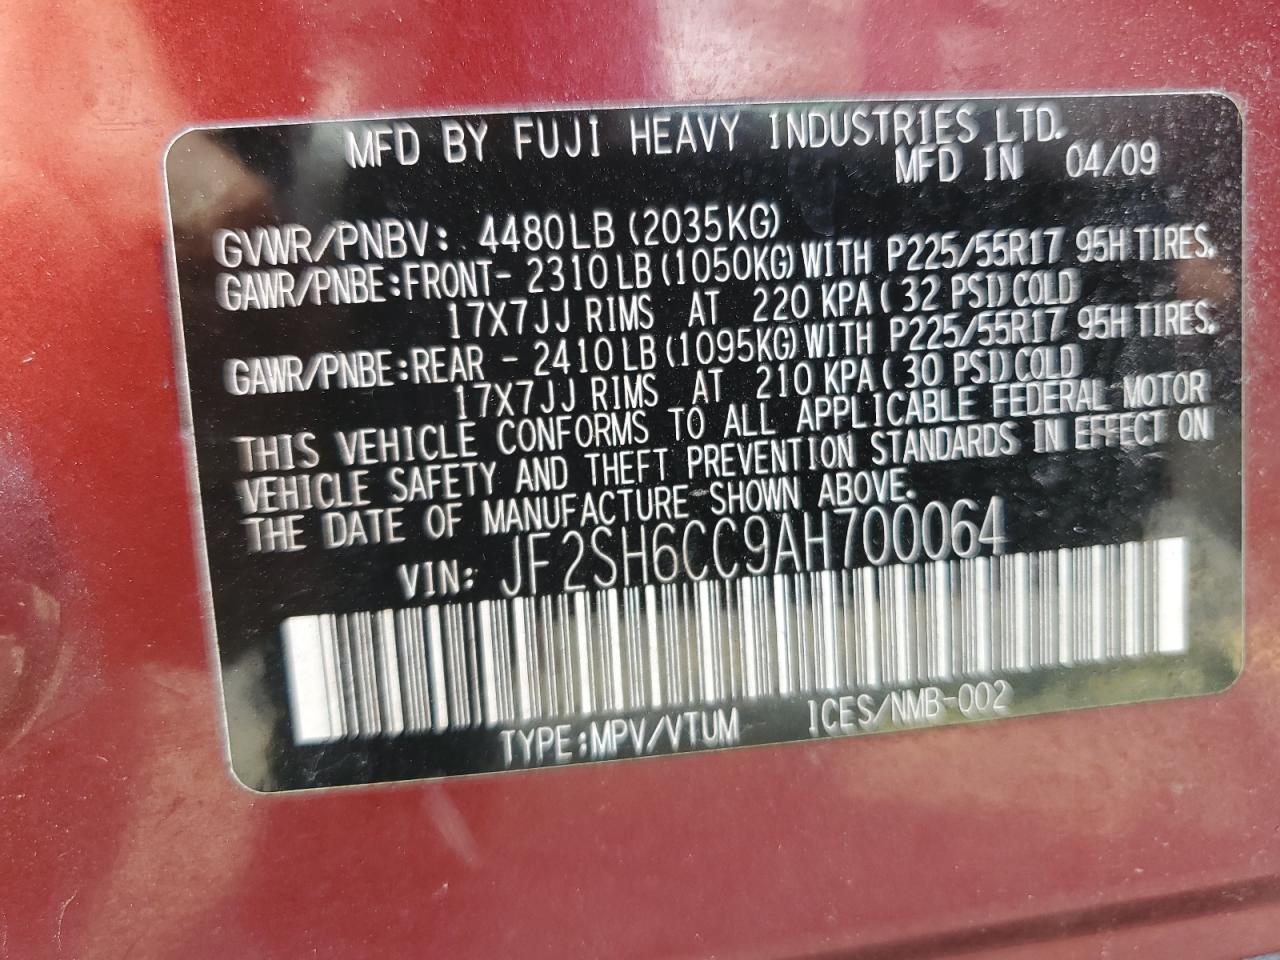 MFD BY FUJI HEAVY INDUSTRIES LTD.
MFD IN 04/09
GVWR/PNBV: 4480LB (2035KG)
GAWR/PNBE:FRONT- 2310LB (1050KG) WITH P225/55R17 95H TIRES.
17X7JJ RIMS AT 220 KPA ( 32 PSI) COLD
GAWR/PNBE:REAR - 2410LB (1095KG) WITH P225/55R17 95H TIRES.
17X7JJ RIMS AT 210 KPA ( 30 PSI) COLD
THIS VEHICLE CONFORMS TO ALL APPLICABLE FEDERAL MOTOR
VEHICLE SAFETY AND THEFT PREVENTION STANDARDS IN EFFECT ON
THE DATE OF MANUFACTURE SHOWN ABOVE.
VIN: JF2SH6CC9AH700064
TYPE:MPV/VTUM ICES/NMB-002